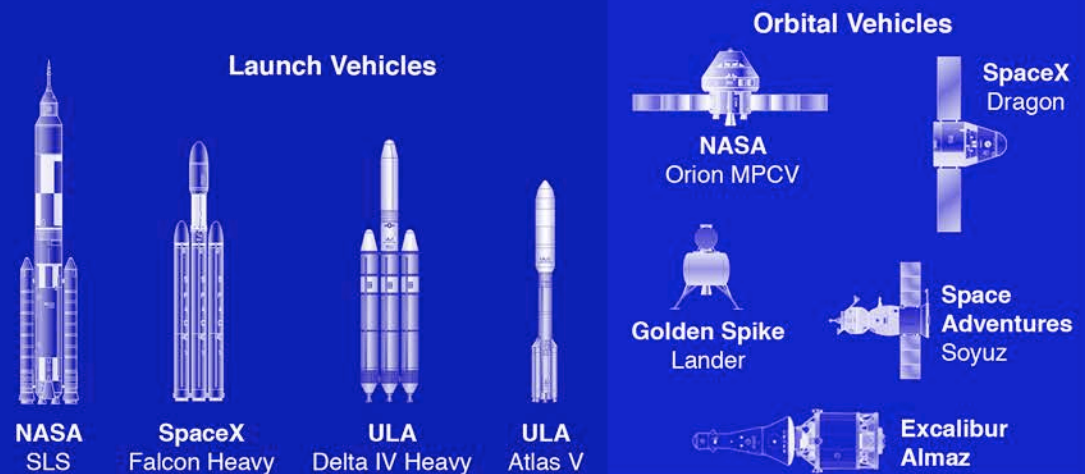 Launch Vehicles
NASA
SLS
SpaceX
Falcon Heavy
ULA
Delta IV Heavy
ULA
Atlas V
Orbital Vehicles
NASA
Orion MPCV
SpaceX
Dragon
Golden Spike
Lander
Space
Adventures
Soyuz
Excalibur
Almaz